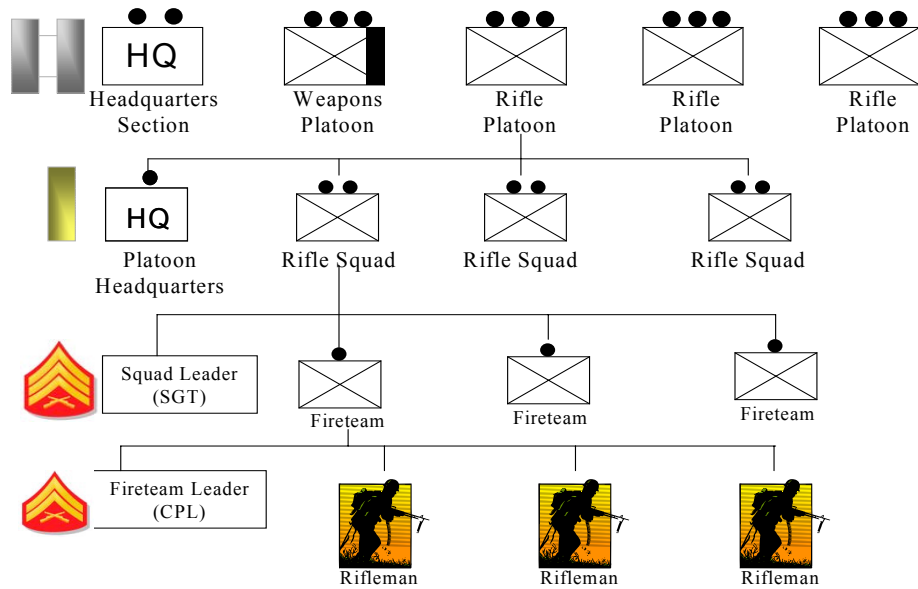 HQ
Headquarters
Section
Weapons
Platoon
Rifle
Platoon
Rifle
Platoon
Rifle
Platoon
HQ
Platoon
Headquarters
Rifle Squad
Rifle Squad
Rifle Squad
Squad Leader
(SGT)
Fireteam
Fireteam
Fireteam
Fireteam Leader
(CPL)
Rifleman
Rifleman
Rifleman